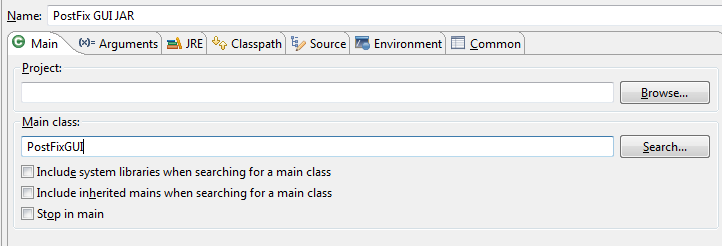 Name: PostFix GUI JAR
Main (x)= Arguments JRE Classpath Source Environment Common
Project:
Browse...
Main class:
PostFixGUI Search...
Include system libraries when searching for a main class
Include inherited mains when searching for a main class
Stop in main